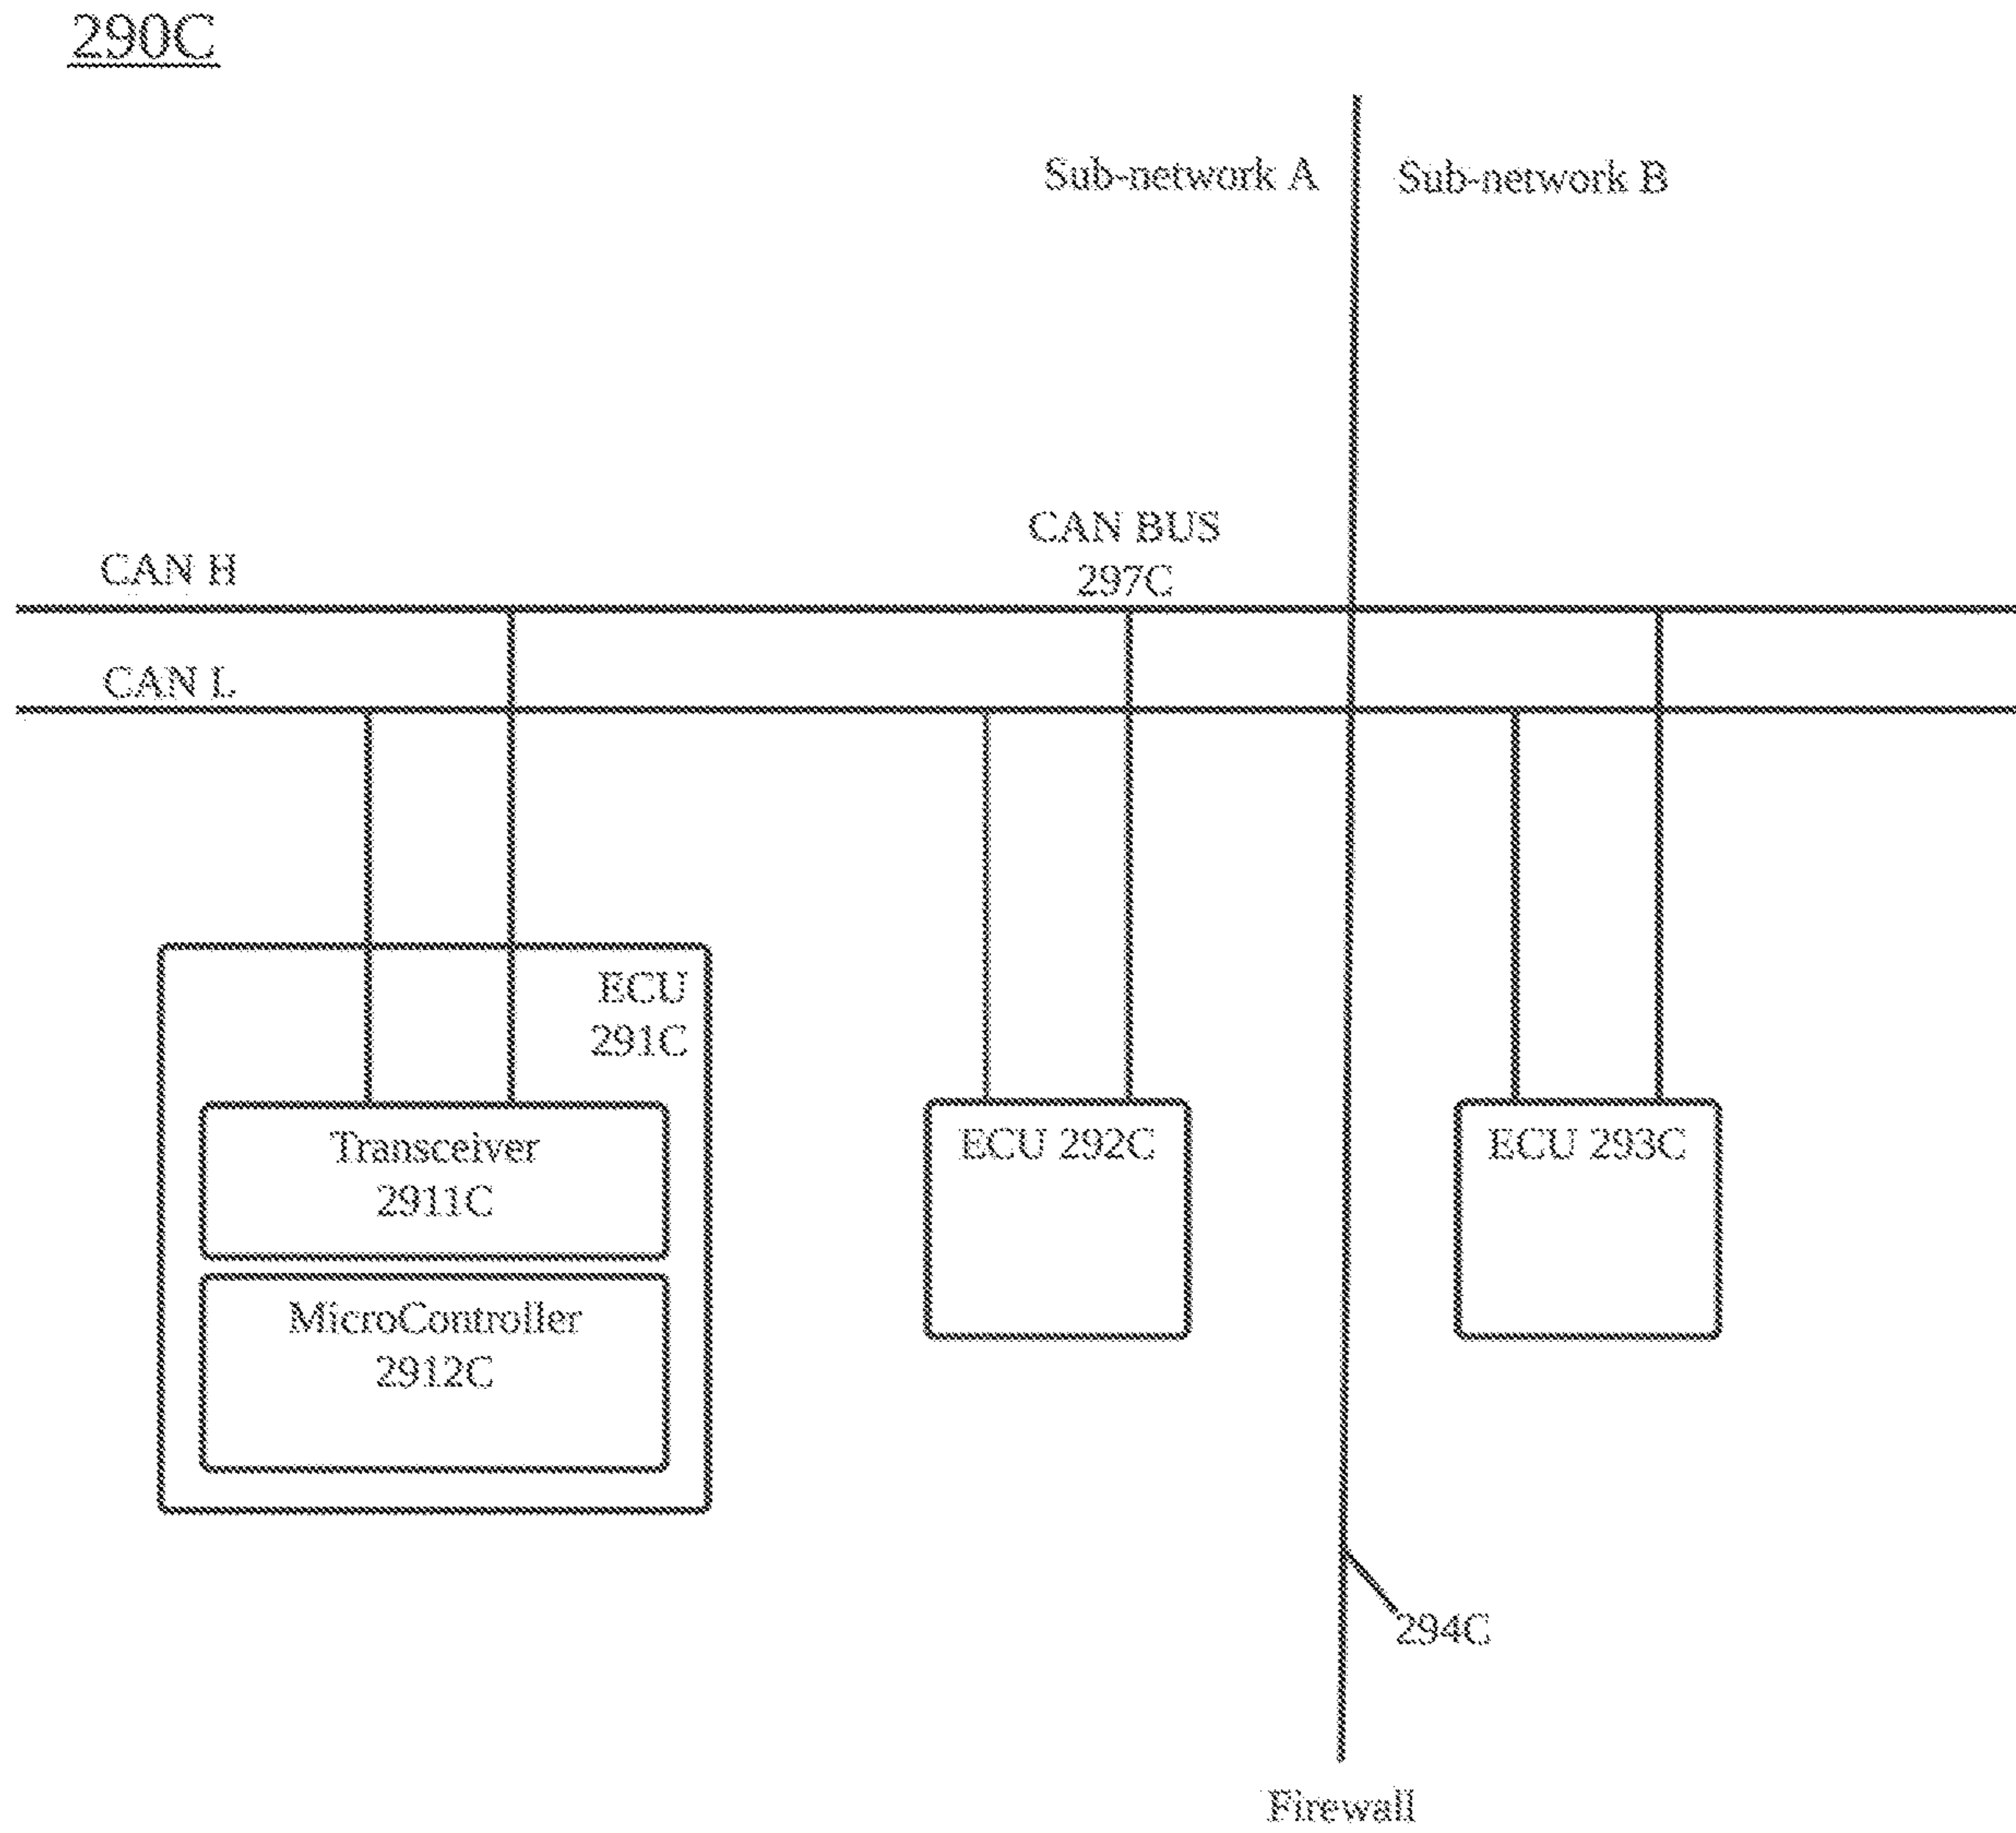 290C
Sub-network A
Sub-network B
CAN BUS
297C
CAN H
CAN L
ECU
291C
Transceiver
2911C
MicroController
2912C
ECU 292C
ECU 293C
294C
Firewall